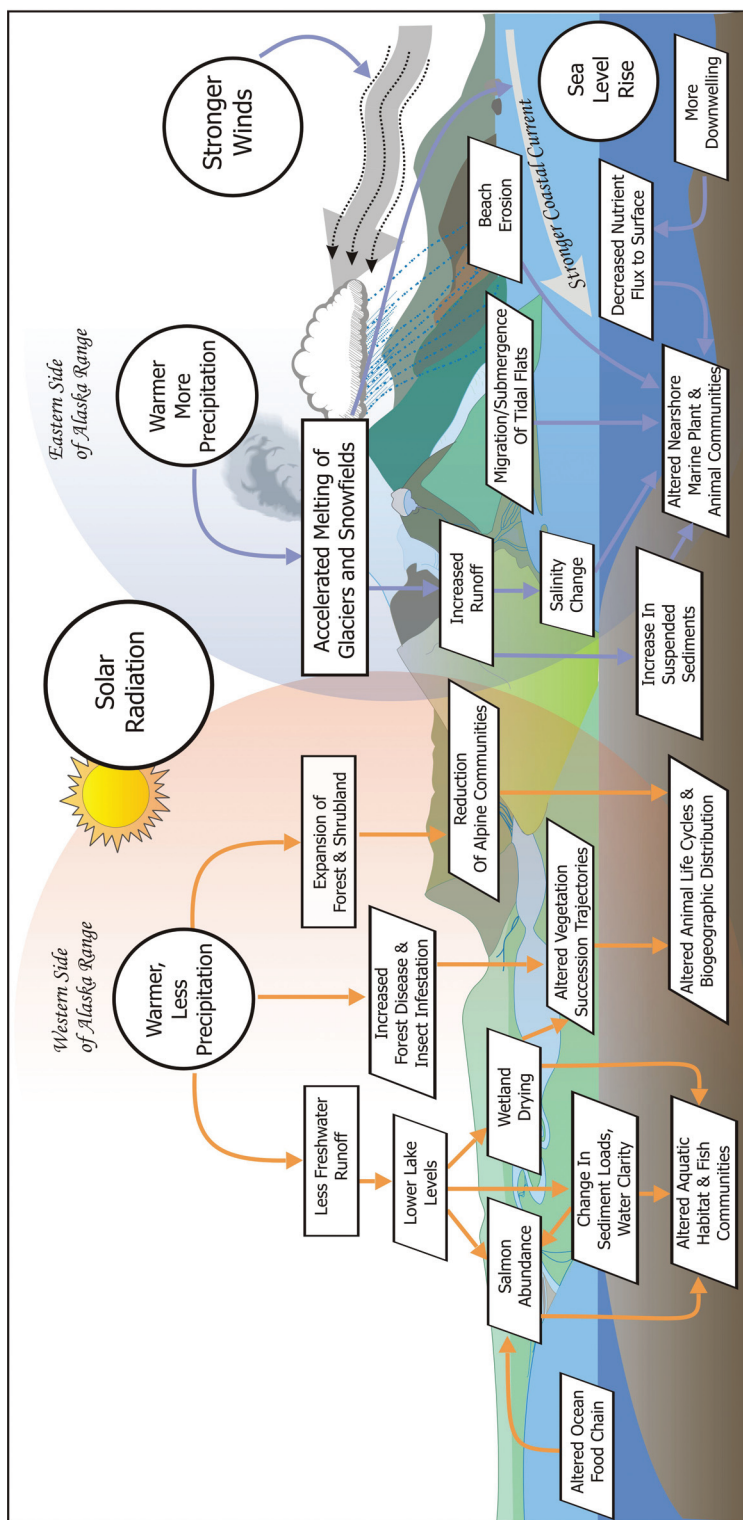 Western Side
of Alaska Range
Eastern Side
of Alaska Range
Solar
Radiation
Stronger
Winds
Warmer,
Less
Precipitation
Warmer
More
Precipitation
Less Freshwater
Runoff
Increased
Forest Disease &
Insect Infestation
Expansion of
Forest & Shrubland
Accelerated Melting of
Glaciers and Snowfields
Lower Lake
Levels
Reduction
Of Alpine Communities
Increased
Runoff
Migration/Submergence
Of Tidal Flats
Beach
Erosion
Stronger Coastal Current
Sea
Level
Rise
Salmon
Abundance
Wetland
Drying
Altered Vegetation
Succession Trajectories
Salinity
Change
Altered Ocean
Food Chain
Change In
Sediment Loads,
Water Clarity
Increase In
Suspended
Sediments
Decreased Nutrient
Flux to Surface
More
Downwelling
Altered Aquatic
Habitat & Fish
Communities
Altered Animal Life Cycles &
Biogeographic Distribution
Altered Nearshore
Marine Plant &
Animal Communities